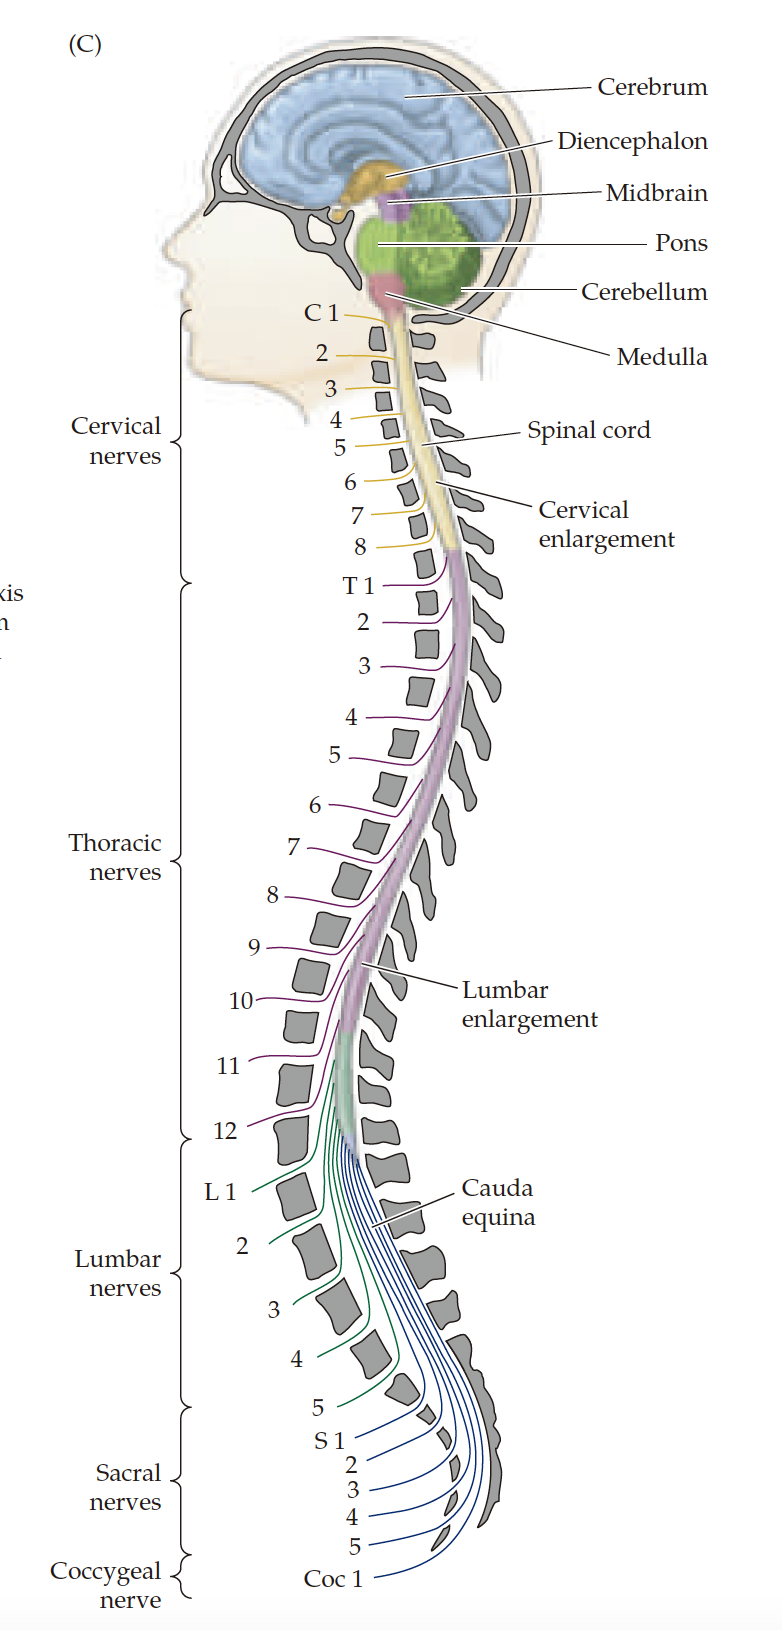 (C)
Cerebrum
Diencephalon
Midbrain
Pons
Cerebellum
C 1
Medulla
2
3
4
Cervical
nerves
Spinal cord
5
6
7
Cervical
enlargement
8
T 1
xis
2
3
4
5
6
Thoracic
nerves
7
8
9
10
Lumbar
enlargement
11
12
L 1
Cauda
equina
2
Lumbar
nerves
3
4
5
S 1
2
Sacral
nerves
3
4
5
Coccygeal
nerve
Coc 1